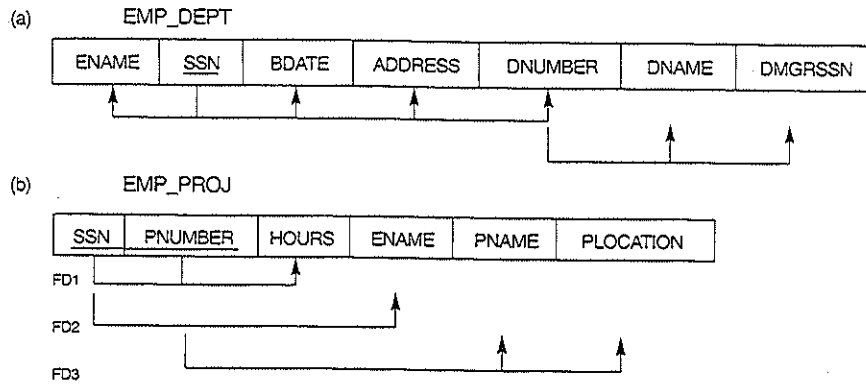 (a) EMP_DEPT
ENAME SSN BDATE ADDRESS DNUMBER DNAME DMGRSSN
(b) EMP_PROJ
SSN PNUMBER HOURS ENAME PNAME PLOCATION
FD1
FD2
FD3